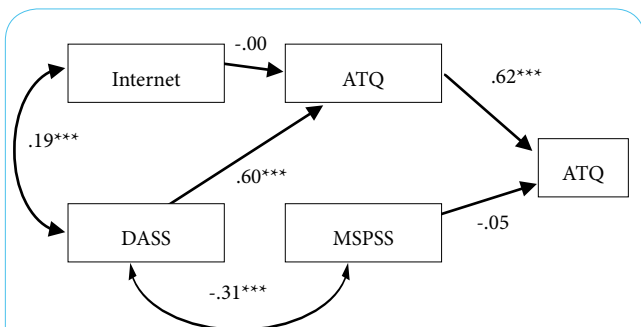 -.00
Internet
ATQ
.62***
.19***
.60***
ATQ
DASS
MSPSS
-.05
-.31***